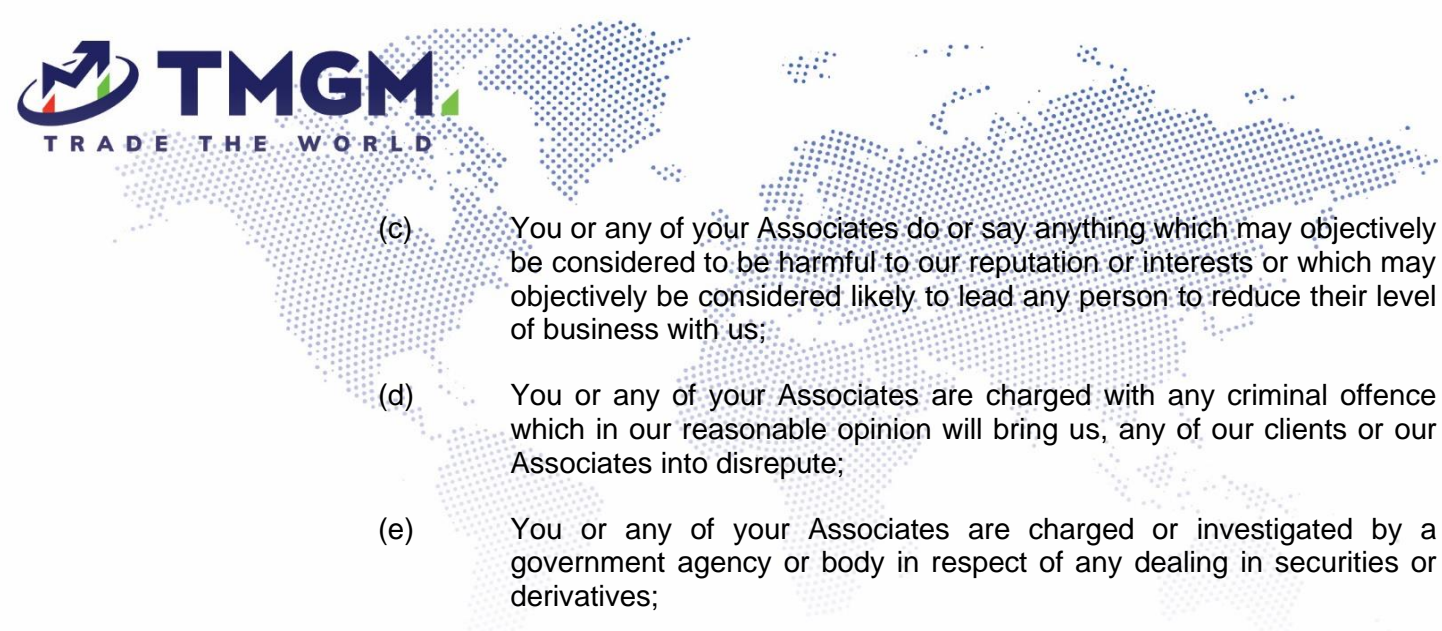 TMGM
TRADE THE WORLD
(c) You or any of your Associates do or say anything which may objectively
be considered to be harmful to our reputation or interests or which may
objectively be considered likely to lead any person to reduce their level
of business with us;
(d) You or any of your Associates are charged with any criminal offence
which in our reasonable opinion will bring us, any of our clients or our
Associates into disrepute;
(e) You or any of your Associates are charged or investigated by a
government agency or body in respect of any dealing in securities or
derivatives;